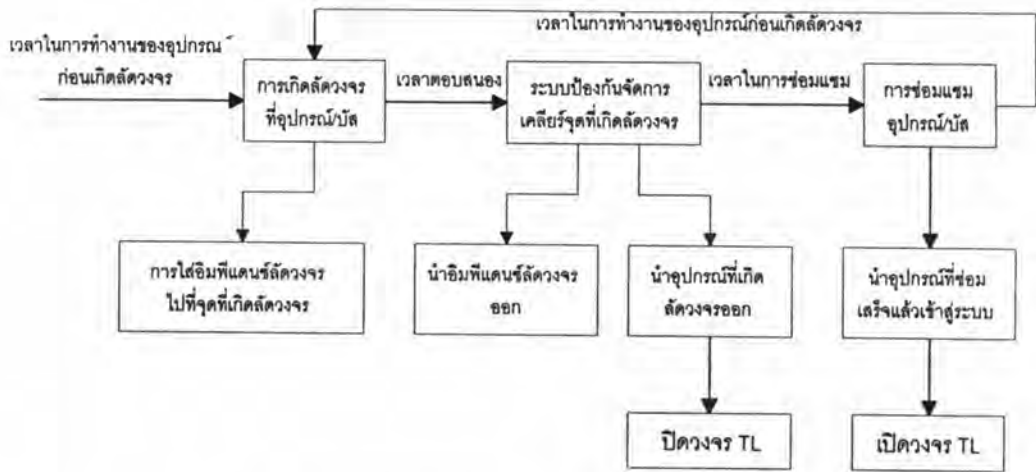 เวลาในการทำงานของอุปกรณ์ก่อนเกิดลัดวงจร
เวลาในการทำงานของอุปกรณ์
ก่อนเกิดลัดวงจร
การเกิดลัดวงจร
ที่อุปกรณ์/บัส
เวลาตอบสนอง
ระบบป้องกันจัดการ
เคลียร์จุดที่เกิดลัดวงจร
เวลาในการซ่อมแซม
การซ่อมแซม
อุปกรณ์/บัส
การใส่อิมพีแดนซ์ลัดวงจร
ไปที่จุดที่เกิดลัดวงจร
นำอิมพีแดนซ์ลัดวงจร
ออก
นำอุปกรณ์ที่เกิด
ลัดวงจรออก
นำอุปกรณ์ที่ซ่อม
เสร็จแล้วเข้าสู่ระบบ
ปิดวงจร TL
เปิดวงจร TL